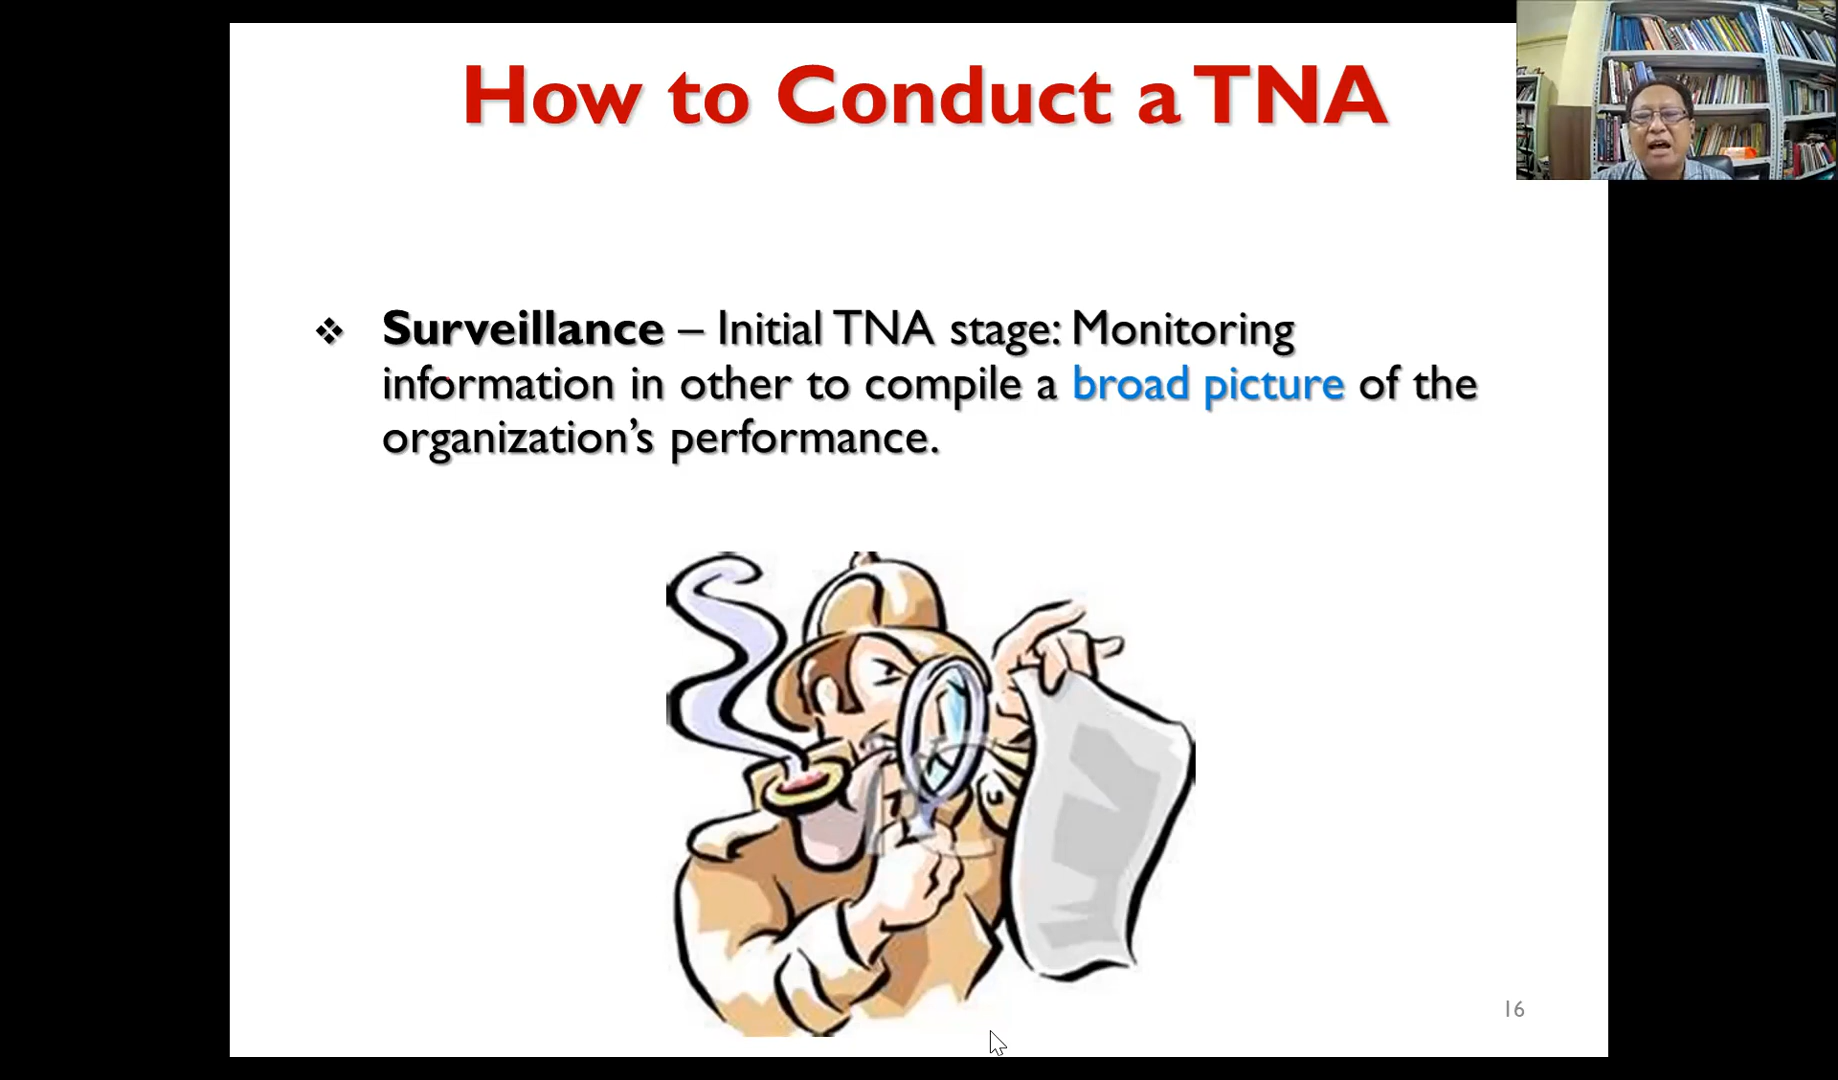 How to Conduct a TNA
❖ Surveillance – Initial TNA stage: Monitoring
information in other to compile a broad picture of the
organization’s performance.
16